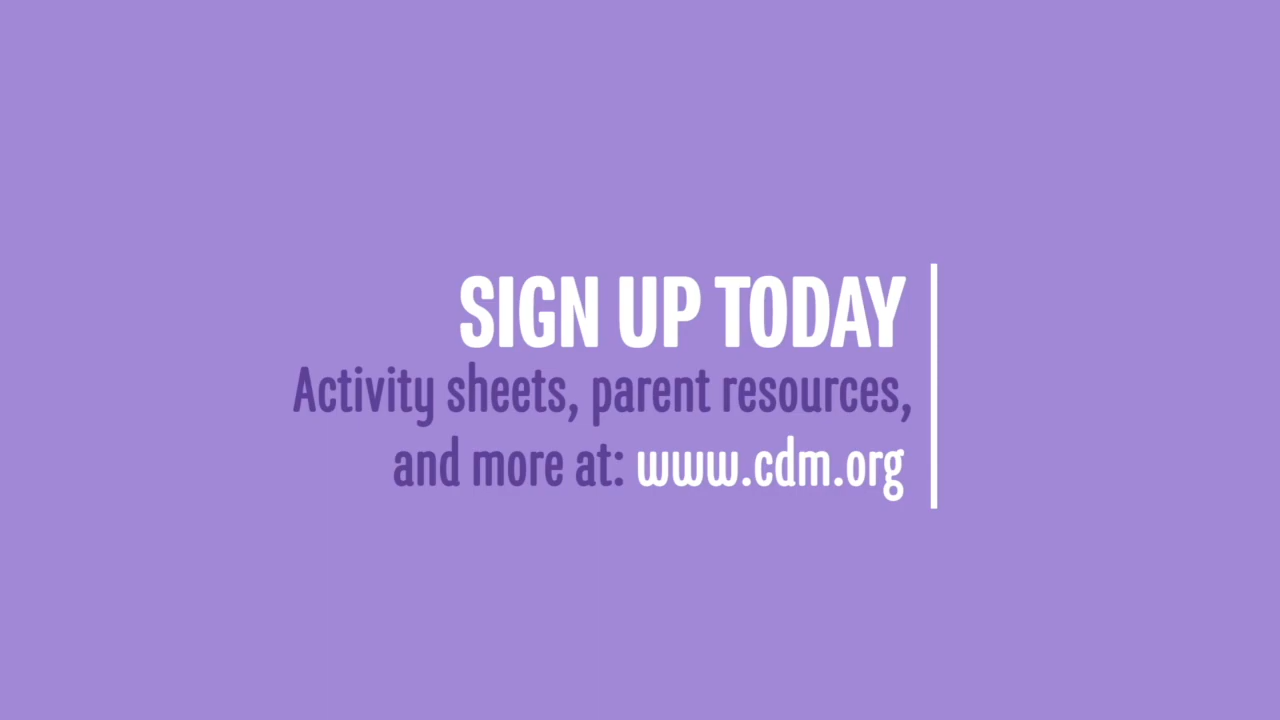 SIGN UP TODAY
Activity sheets, parent resources,
and more at: www.cdm.org